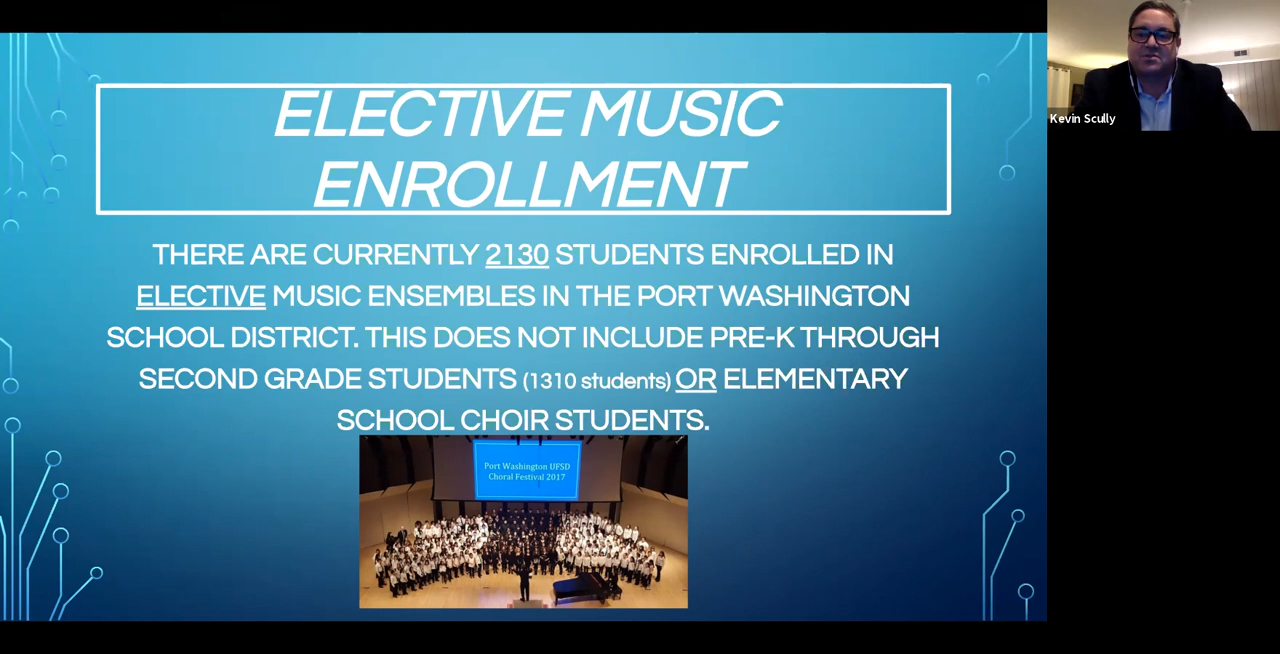 ELECTIVE MUSIC
ENROLLMENT
THERE ARE CURRENTLY 2130 STUDENTS ENROLLED IN
ELECTIVE MUSIC ENSEMBLES IN THE PORT WASHINGTON
SCHOOL DISTRICT. THIS DOES NOT INCLUDE PRE-K THROUGH
SECOND GRADE STUDENTS (1310 students) OR ELEMENTARY
SCHOOL CHOIR STUDENTS.
Port Washington UFSD
Choral Festival 2017
Kevin Scully